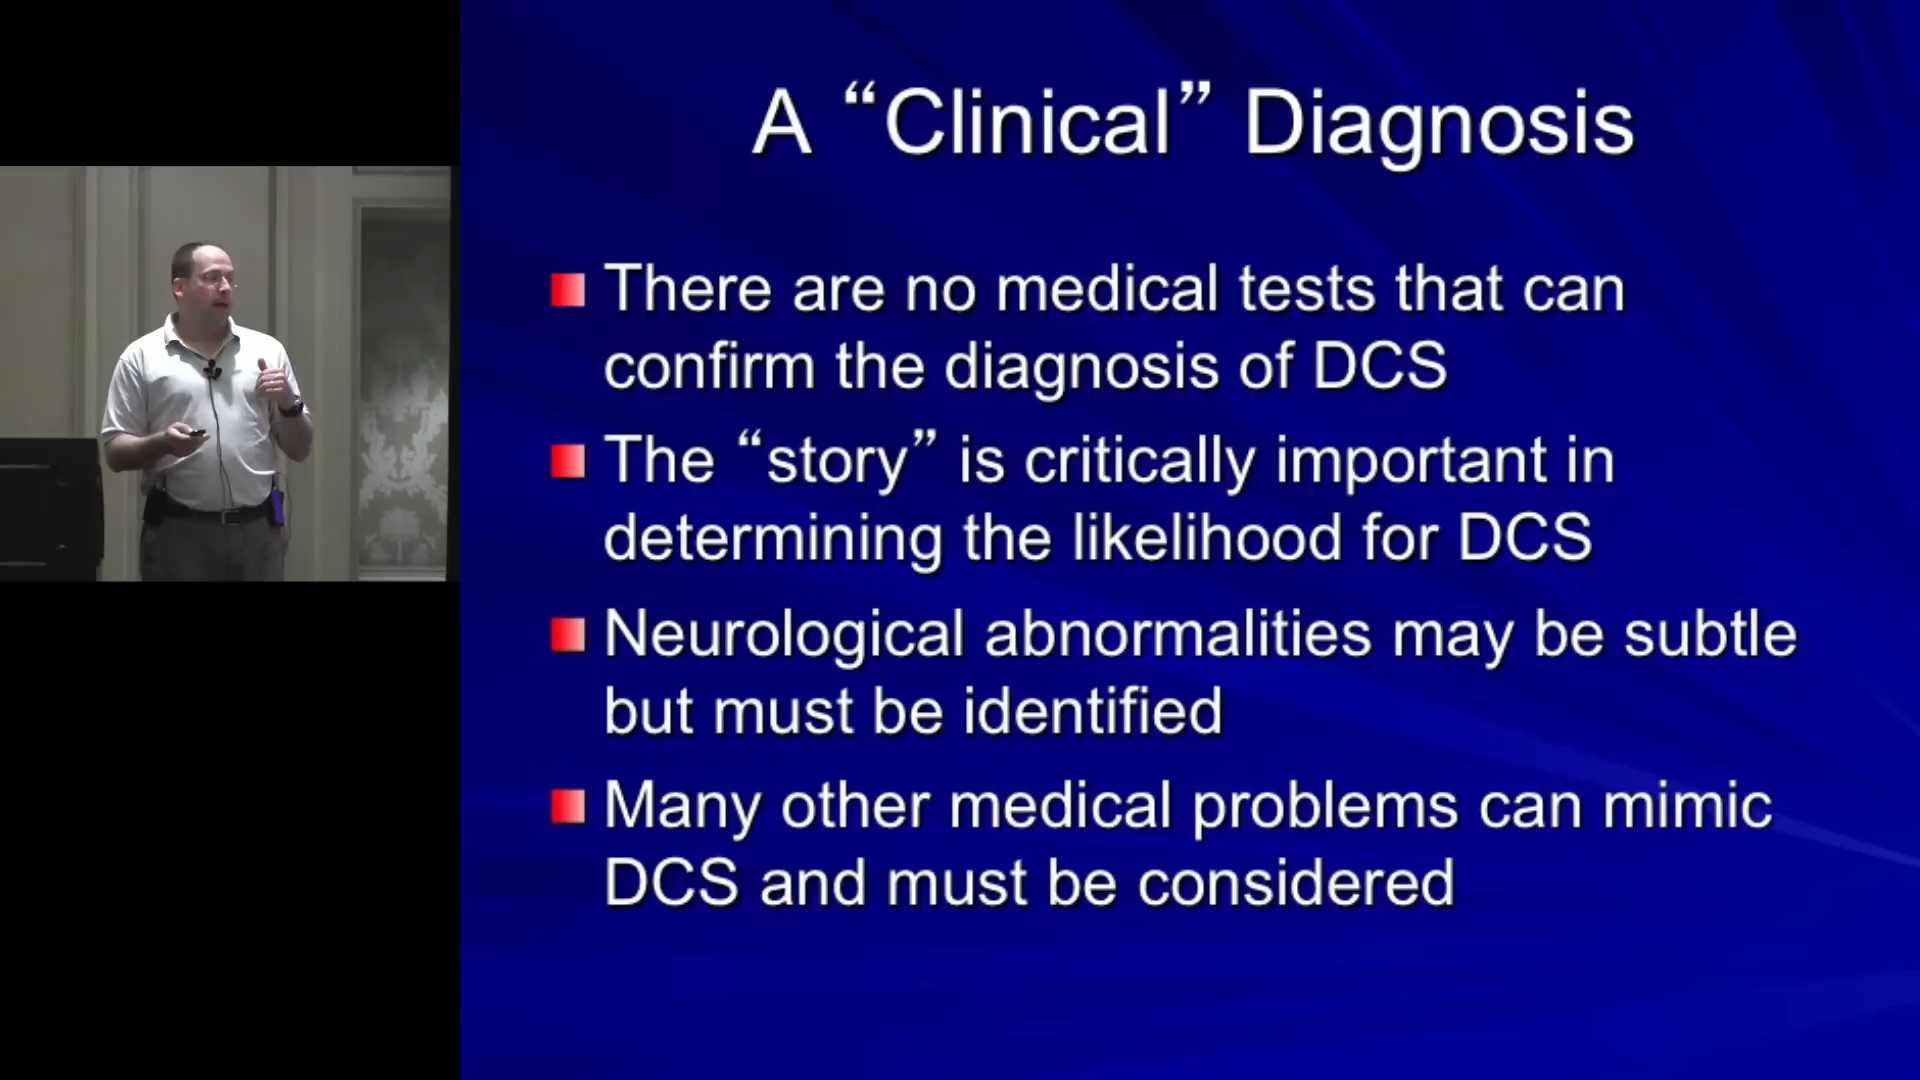 A “Clinical” Diagnosis
There are no medical tests that can
confirm the diagnosis of DCS
The “story” is critically important in
determining the likelihood for DCS
Neurological abnormalities may be subtle
but must be identified
Many other medical problems can mimic
DCS and must be considered